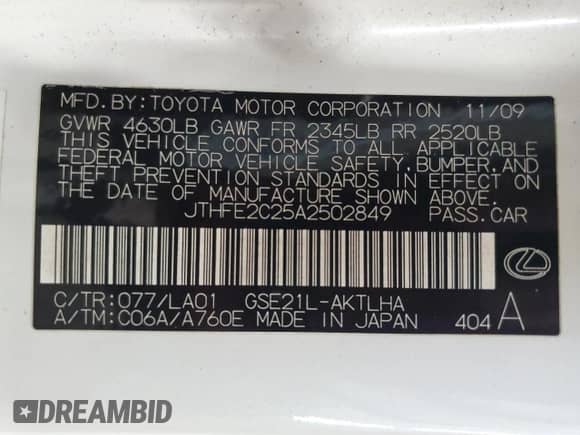 MFD.BY:TOYOTA MOTOR CORPORATION 11/09
GVWR 4630LB GAWR FR 2345LB RR 2520LB
THIS VEHICLE CONFORMS TO ALL APPLICABLE
FEDERAL MOTOR VEHICLE SAFETY,BUMPER,AND
THEFT PREVENTION STANDARDS IN EFFECT ON
THE DATE OF MANUFACTURE SHOWN ABOVE.
JTHFE2C25A2502849 PASS.CAR
C/TR:077/LA01 GSE21L-AKTLHA
A/TM:C06A/A760E MADE IN JAPAN 404 A
DREAMBID